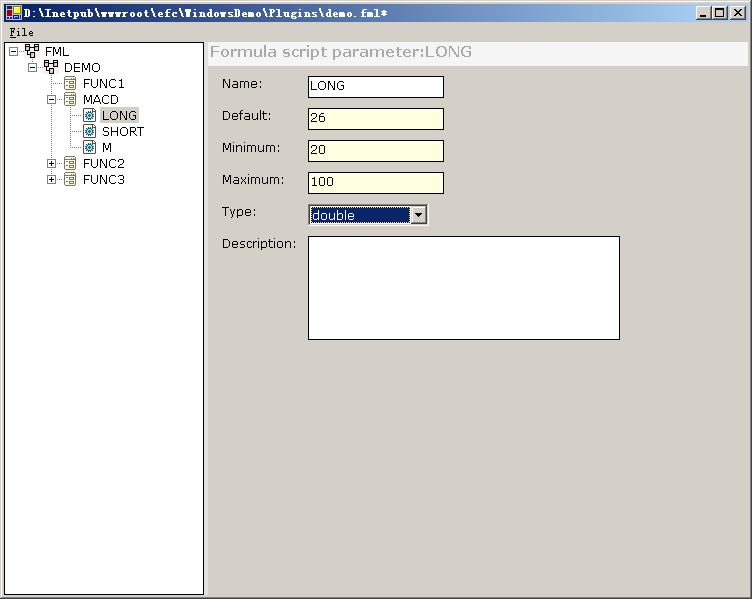 D:\Inetpub\wwwroot\efc\WindowsDemo\Plugins\demo.fml*
File
FML
DEMO
FUNC1
MACD
LONG
SHORT
M
FUNC2
FUNC3
Formula script parameter:LONG
Name: LONG
Default: 26
Minimum: 20
Maximum: 100
Type: double
Description: